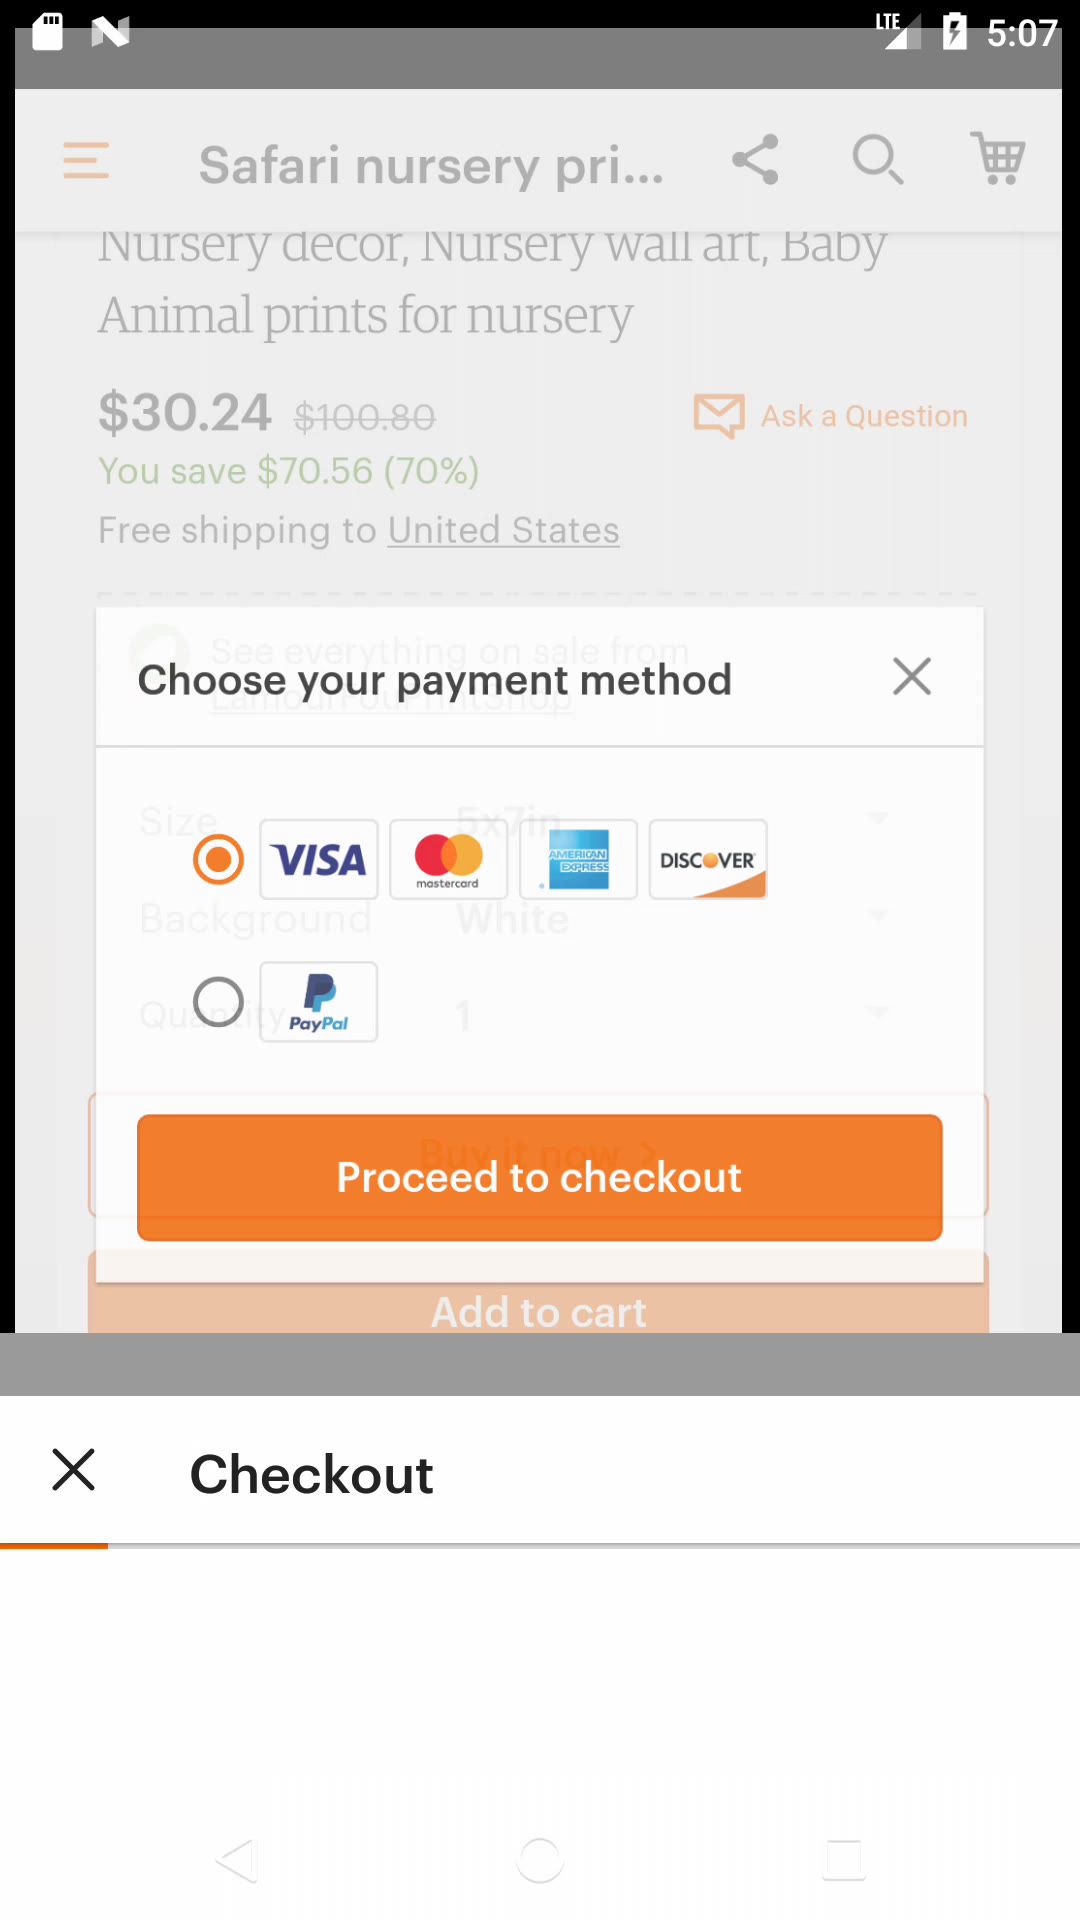 LTE 5:07
Safari nursery pri...
Nursery decor, Nursery wall art, Baby
Animal prints for nursery
$30.24 $100.80
Ask a Question
You save $70.56 (70%)
Free shipping to United States
See everything on sale from
LamourFouPrintShop
Choose your payment method
Size 5x7in
VISA mastercard AMERICAN EXPRESS DISCOVER
Background White
PayPal
Quantity 1
Buy it now >
Proceed to checkout
Add to cart
Checkout